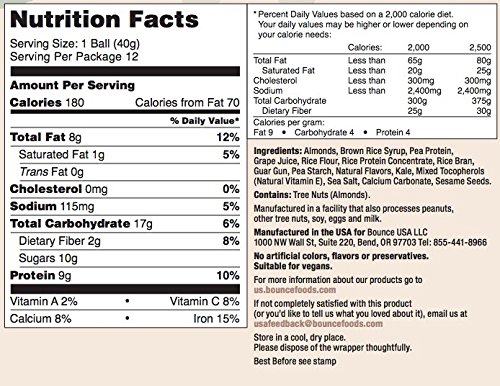 Nutrition Facts
Serving Size: 1 Ball (40g)
Serving Per Package 12
Amount Per Serving
Calories 180 Calories from Fat 70
% Daily Value*
Total Fat 8g 12%
Saturated Fat 1g 5%
Trans Fat 0g
Cholesterol 0mg 0%
Sodium 115mg 5%
Total Carbohydrate 17g 6%
Dietary Fiber 2g 8%
Sugars 10g
Protein 9g 10%
Vitamin A 2% • Vitamin C 8%
Calcium 8% • Iron 15%
* Percent Daily Values based on a 2,000 calorie diet.
Your daily values may be higher or lower depending on
your calorie needs:
Calories: 2,000 2,500
Total Fat Less than 65g 80g
Saturated Fat Less than 20g 25g
Cholesterol Less than 300mg 300mg
Sodium Less than 2,400mg 2,400mg
Total Carbohydrate 300g 375g
Dietary Fiber 25g 30g
Calories per gram:
Fat 9 • Carbohydrate 4 • Protein 4
Ingredients: Almonds, Brown Rice Syrup, Pea Protein,
Grape Juice, Rice Flour, Rice Protein Concentrate, Rice Bran,
Guar Gun, Pea Starch, Natural Flavors, Kale, Mixed Tocopherols
(Natural Vitamin E), Sea Salt, Calcium Carbonate, Sesame Seeds.
Contains: Tree Nuts (Almonds).
Manufactured in a facility that also processes peanuts,
other tree nuts, soy, eggs and milk.
Manufactured in the USA for Bounce USA LLC
1000 NW Wall St, Suite 220, Bend, OR 97703 Tel: 855-441-8966
No artificial colors, flavors or preservatives.
Suitable for vegans.
For more information about our products go to
us.bouncefoods.com
If not completely satisfied with this product
(or you'd like to tell us what you loved about it), email us at
usafeedback@bouncefoods.com
Store in a cool, dry place.
Please dispose of the wrapper thoughtfully.
Best Before see stamp